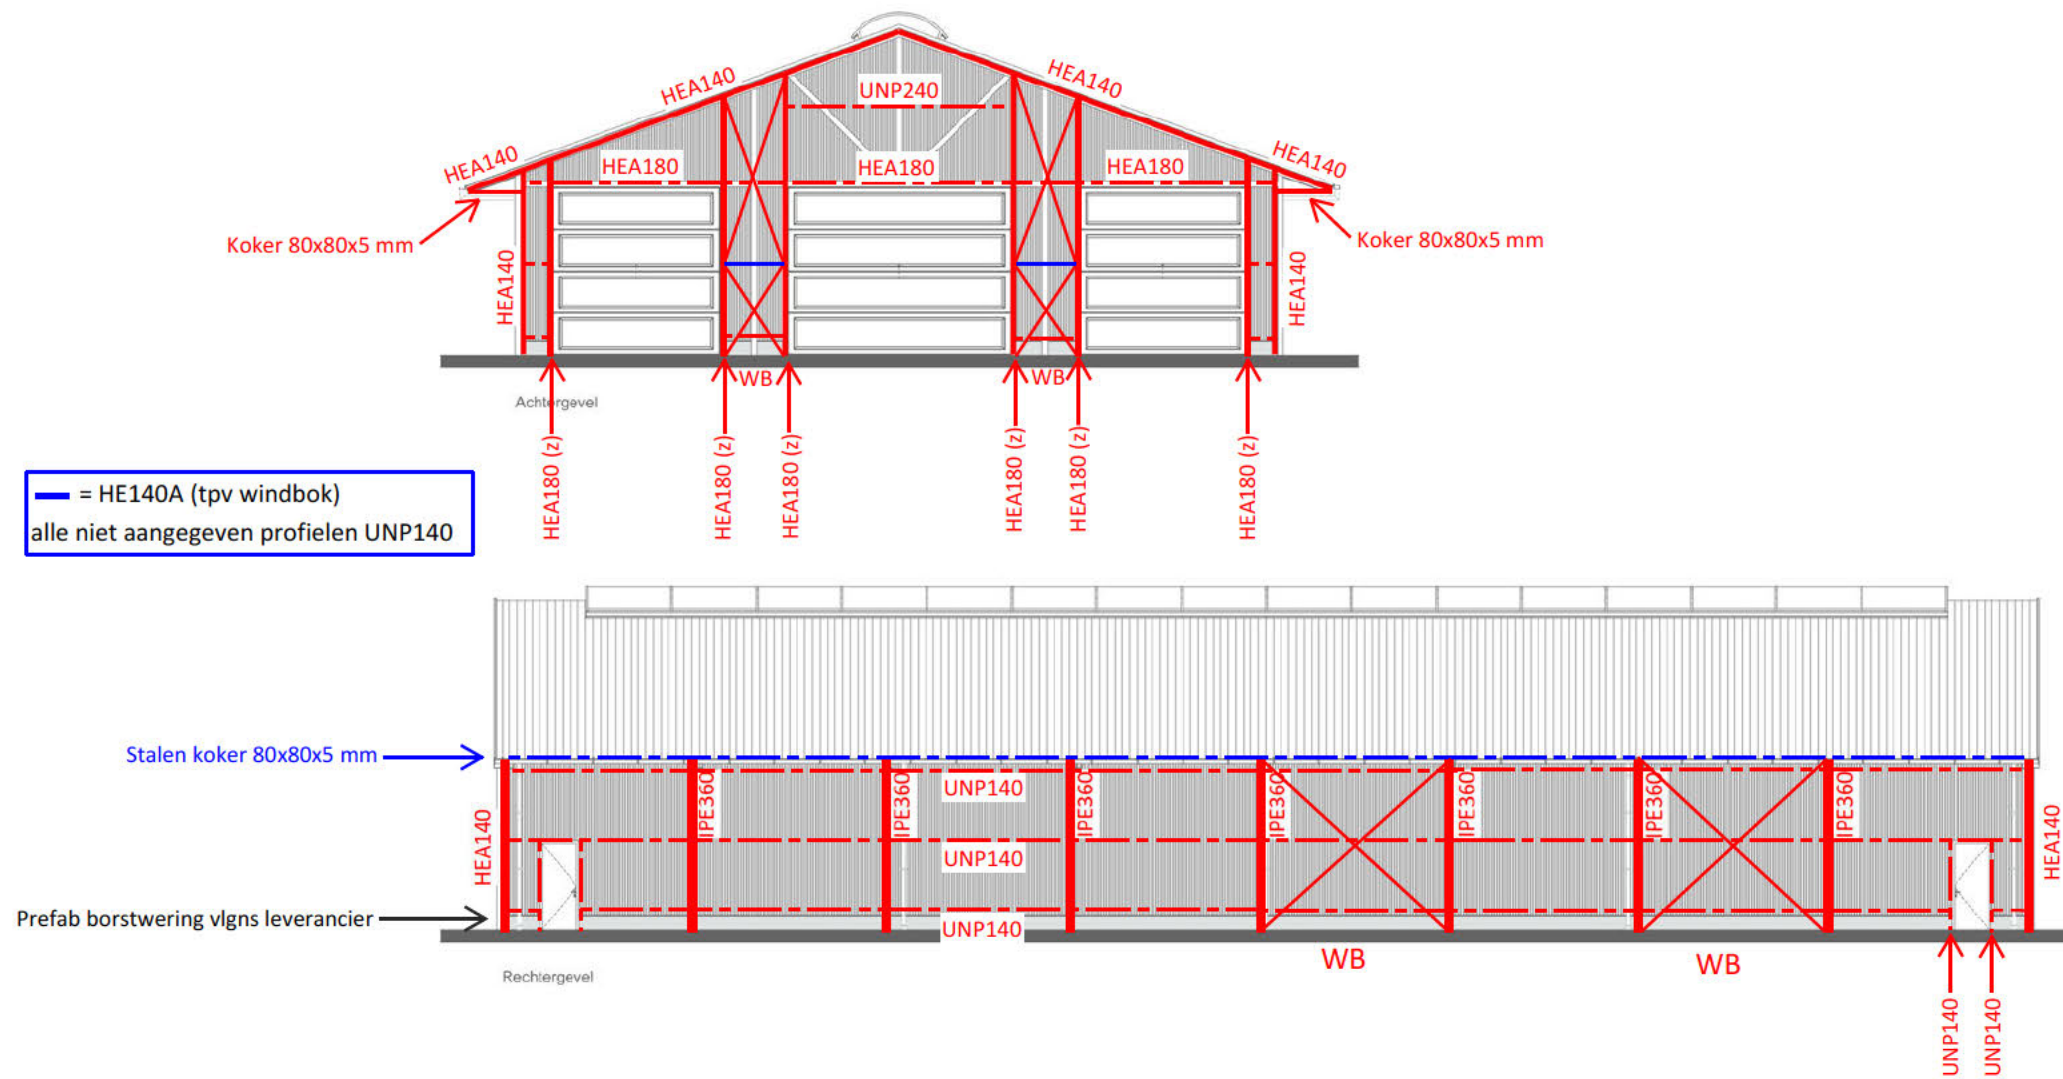 HEA140
HEA140
UNP240
HEA140
HEA140
HEA180
HEA180
HEA180
Koker 80x80x5 mm
Koker 80x80x5 mm
HEA140
HEA140
WB
WB
Achtergevel
HEA180 (z)
HEA180 (z)
HEA180 (z)
HEA180 (z)
HEA180 (z)
HEA180 (z)
= HE140A (tpv windbok)
alle niet aangegeven profielen UNP140
Stalen koker 80x80x5 mm
HEA140
IPE360
IPE360
UNP140
IPE360
IPE360
IPE360
IPE360
IPE360
HEA140
UNP140
Prefab borstwering vlgns leverancier
UNP140
WB
WB
Rechtergevel
UNP140
UNP140